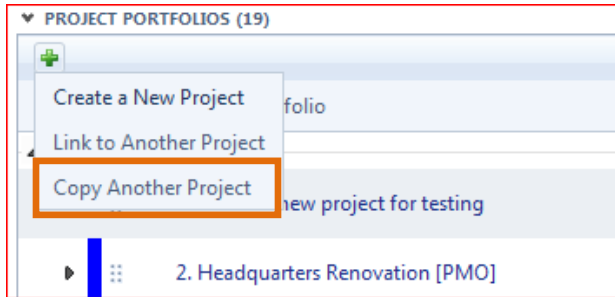 PROJECT PORTFOLIOS (19)
Create a New Project
folio
Link to Another Project
Copy Another Project
new project for testing
2. Headquarters Renovation [PMO]